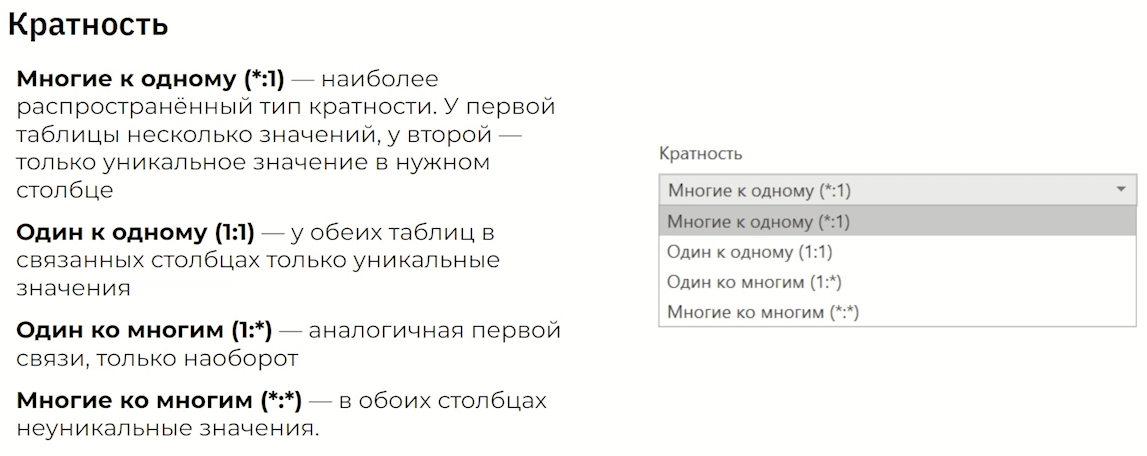 Кратность
Многие к одному (*:1) — наиболее
распространённый тип кратности. У первой
таблицы несколько значений, у второй —
только уникальное значение в нужном
столбце
Один к одному (1:1) — у обеих таблиц в
связанных столбцах только уникальные
значения
Один ко многим (1:*) — аналогичная первой
связи, только наоборот
Многие ко многим (*:*) — в обоих столбцах
неуникальные значения.
Кратность
Многие к одному (*:1)
Многие к одному (*:1)
Один к одному (1:1)
Один ко многим (1:*)
Многие ко многим (*:*)